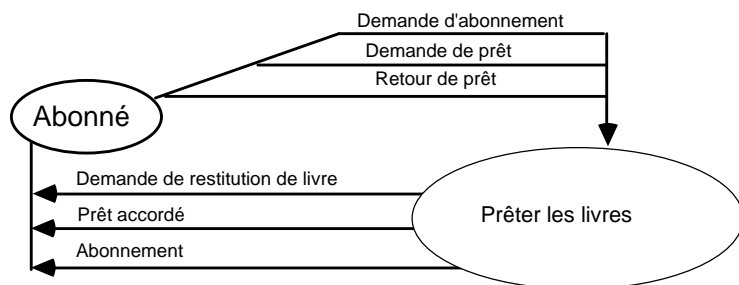 Demande d'abonnement
Demande de prêt
Retour de prêt
Abonné
Demande de restitution de livre
Prêt accordé
Prêter les livres
Abonnement